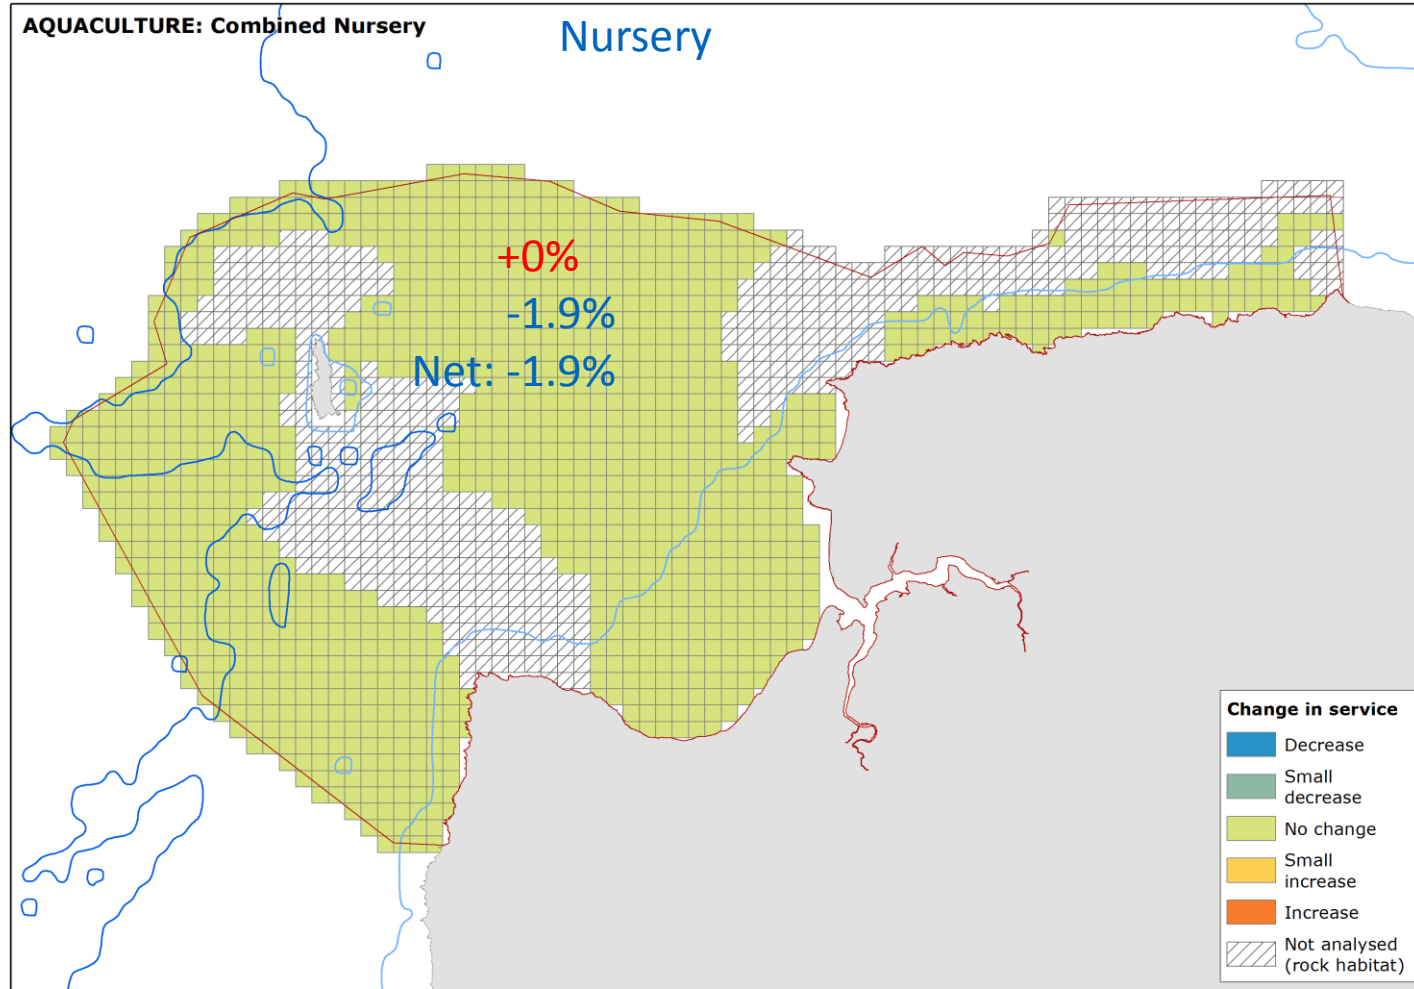 AQUACULTURE: Combined Nursery
Nursery
+0%
-1.9%
Net: -1.9%
Change in service
Decrease
Small
decrease
No change
Small
increase
Increase
Not analysed
(rock habitat)